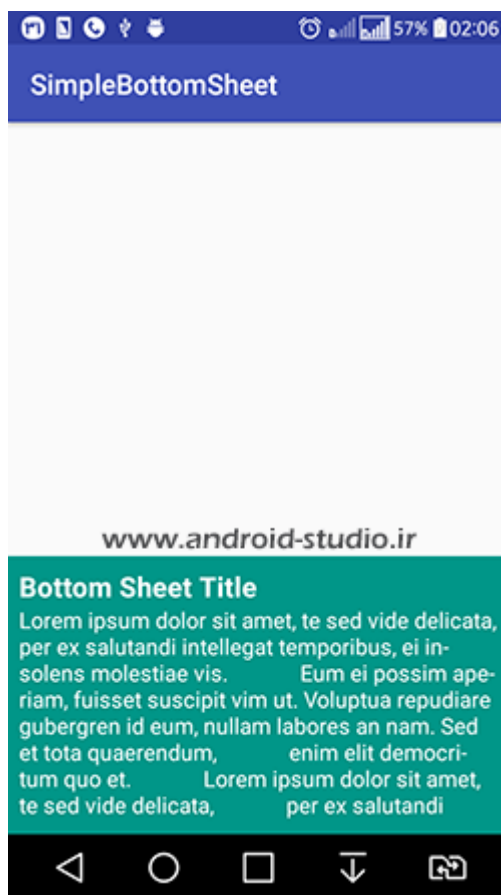 57% 02:06
SimpleBottomSheet
www.android-studio.ir
Bottom Sheet Title
Lorem ipsum dolor sit amet, te sed vide delicata,
per ex salutandi intellegat temporibus, ei in-
solens molestiae vis. Eum ei possim ape-
riam, fuisset suscipit vim ut. Voluptua repudiare
gubergren id eum, nullam labores an nam. Sed
et tota quaerendum, enim elit democri-
tum quo et. Lorem ipsum dolor sit amet,
te sed vide delicata, per ex salutandi